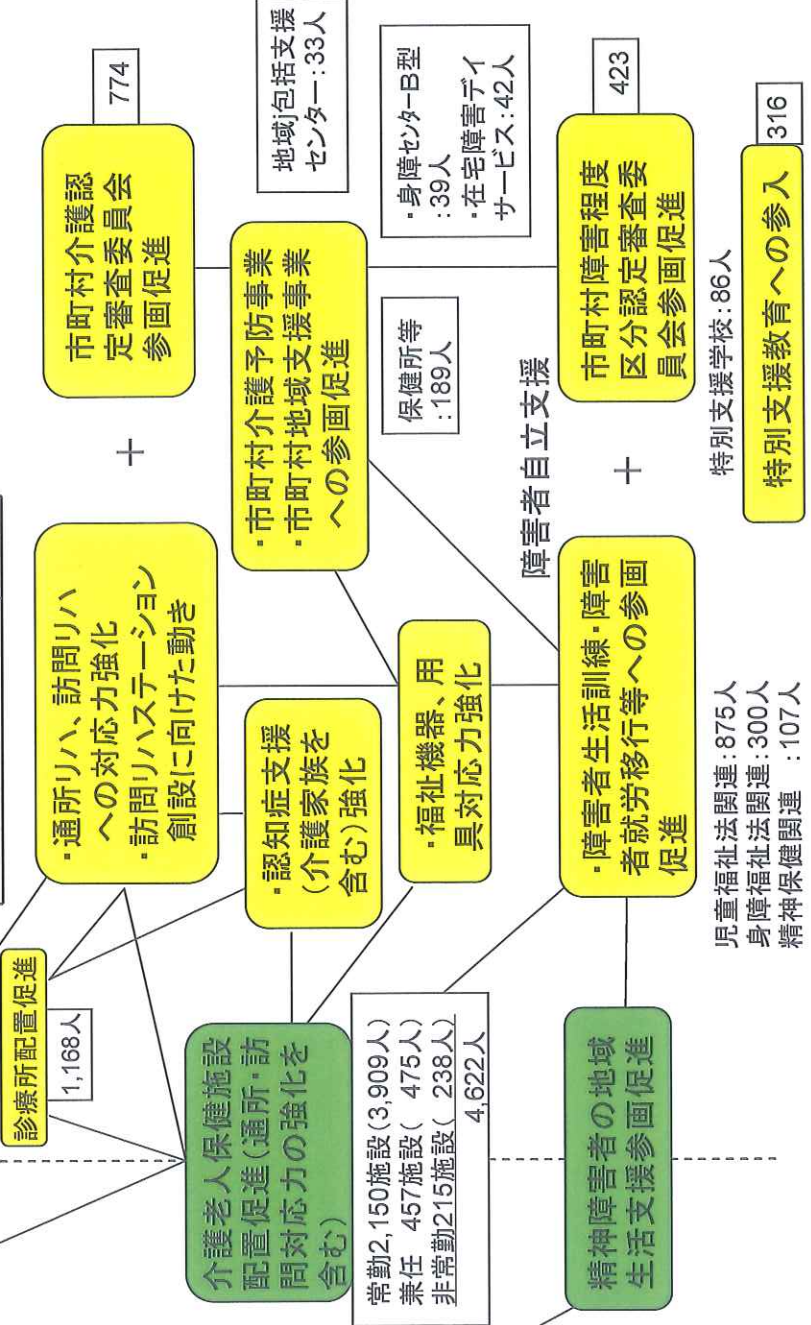 診療所配置促進
1,168人
・通所リハ、訪問リハ
への対応力強化
・訪問リハステーション
創設に向けた動き
＋
市町村介護認
定審査委員会
参画促進
774
・認知症支援
(介護家族を
含む)強化
・市町村介護予防事業
・市町村地域支援事業
への参画促進
地域j包括支援
センター:33人
介護老人保健施設
配置促進(通所・訪
問対応力の強化を
含む)
常勤2,150施設(3,909人)
兼任 457施設( 475人)
非常勤215施設( 238人)
4,622人
・福祉機器、用
具対応力強化
保健所等
:189人
・身障センターB型
:39人
・在宅障害デイ
サービス:42人
障害者自立支援
精神障害者の地域
生活支援参画促進
・障害者生活訓練・障害
者就労移行等への参画
促進
＋
市町村障害程度
区分認定審査委
員会参画促進
423
児童福祉法関連:875人
身障福祉法関連:300人
精神保健関連 :107人
特別支援学校:86人
特別支援教育への参入
316